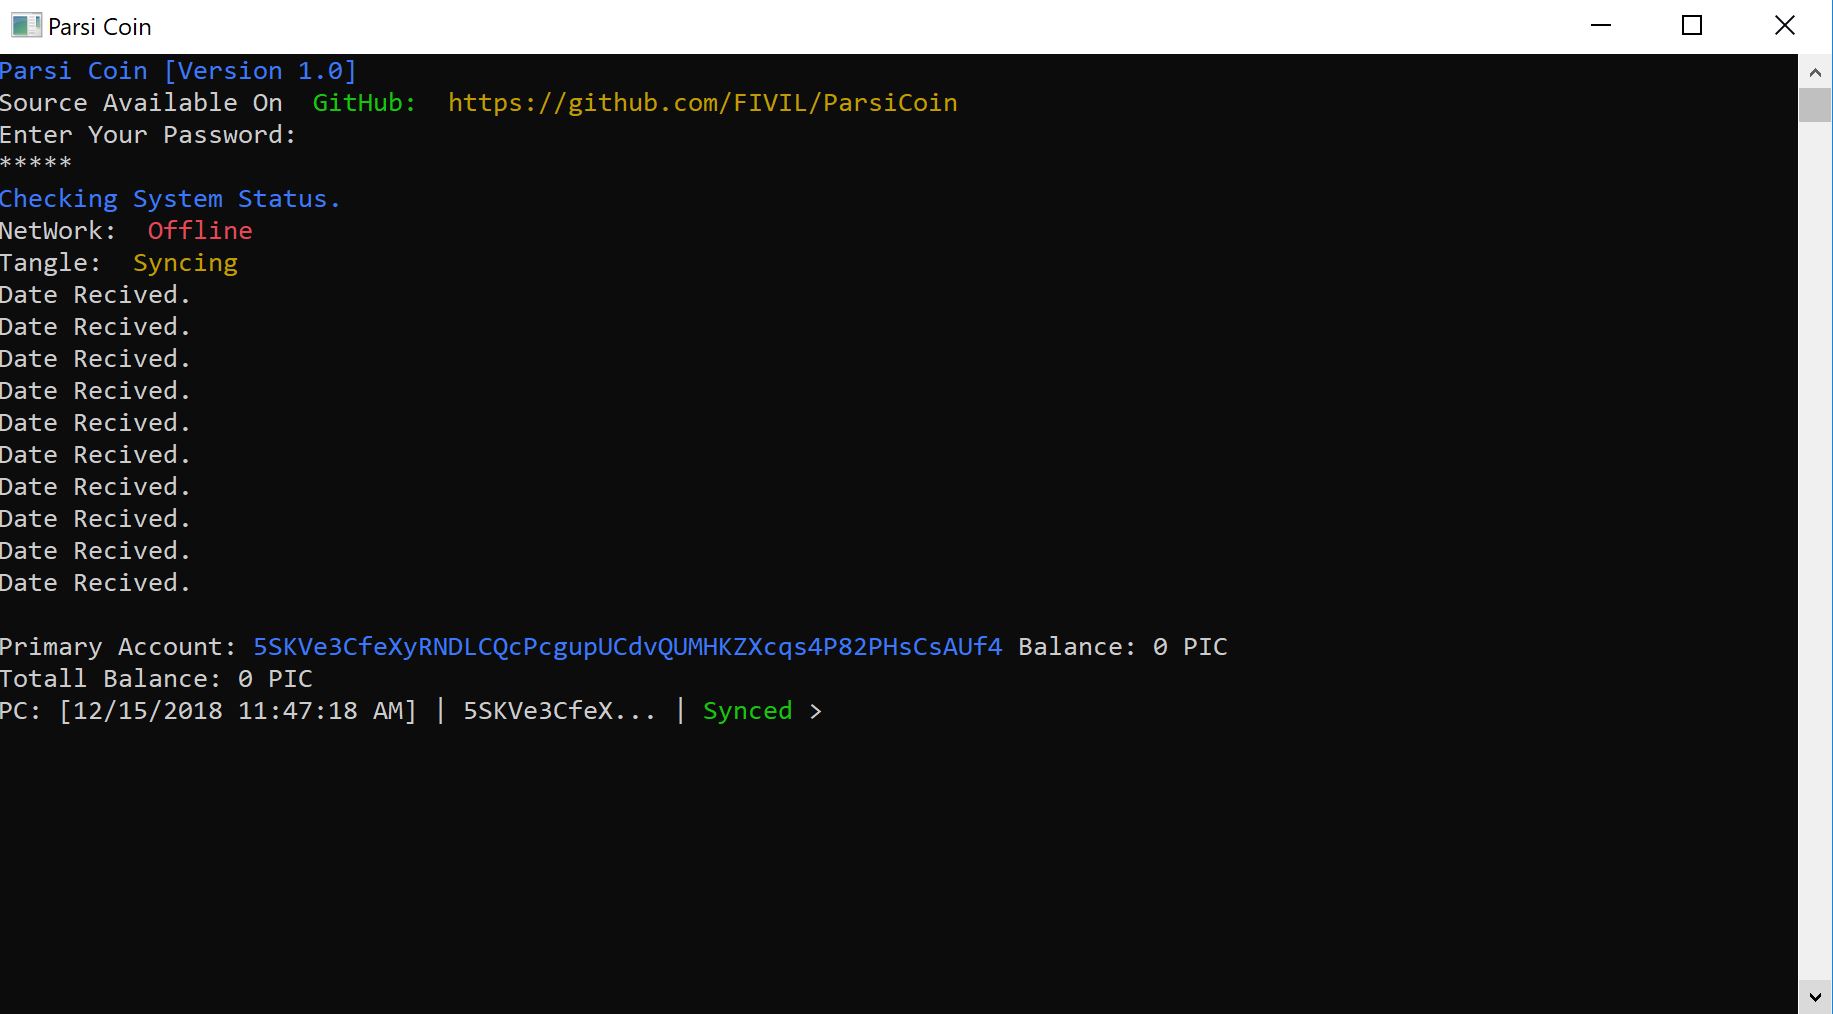 Parsi Coin
Parsi Coin [Version 1.0]
Source Available On  GitHub:  https://github.com/FIVIL/ParsiCoin
Enter Your Password:
*****
Checking System Status.
NetWork:  Offline
Tangle:  Syncing
Date Recived.
Date Recived.
Date Recived.
Date Recived.
Date Recived.
Date Recived.
Date Recived.
Date Recived.
Date Recived.
Date Recived.
Primary Account: 5SKVe3CfeXyRNDLCQcPcgupUCdvQUMHKZXcqs4P82PHsCsAUf4 Balance: 0 PIC
Totall Balance: 0 PIC
PC: [12/15/2018 11:47:18 AM] | 5SKVe3CfeX... | Synced >